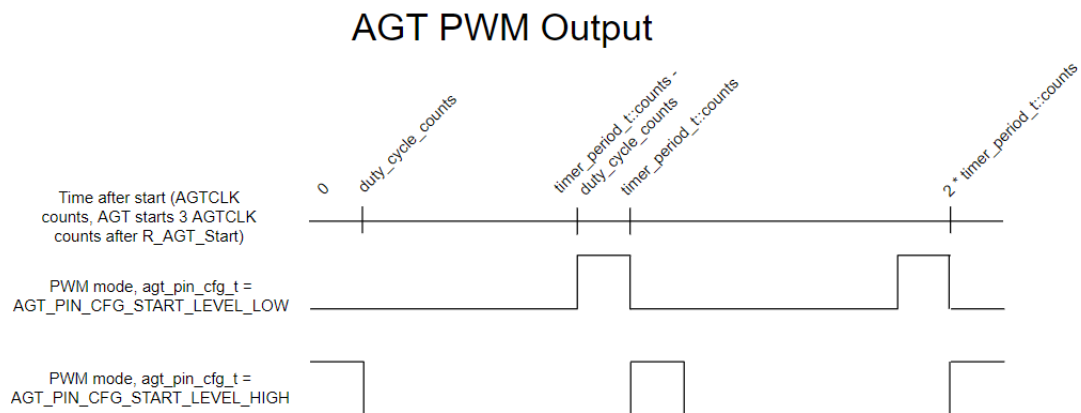 AGT PWM Output
0
duty_cycle_counts
timer_period_t::counts -
duty_cycle_counts
timer_period_t::counts
2 * timer_period_t::counts
Time after start (AGTCLK
counts, AGT starts 3 AGTCLK
counts after R_AGT_Start)
PWM mode, agt_pin_cfg_t =
AGT_PIN_CFG_START_LEVEL_LOW
PWM mode, agt_pin_cfg_t =
AGT_PIN_CFG_START_LEVEL_HIGH